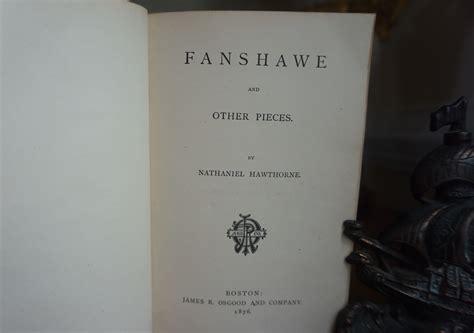 FANSHAWE
AND
OTHER PIECES.
BY
NATHANIEL HAWTHORNE.
BOSTON:
JAMES R. OSGOOD AND COMPANY.
1876.